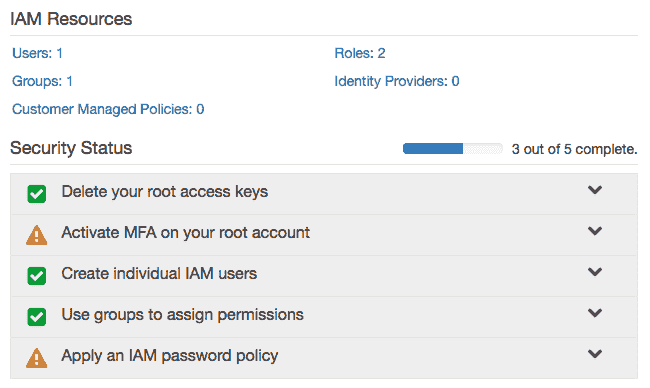 IAM Resources
Users: 1
Roles: 2
Groups: 1
Identity Providers: 0
Customer Managed Policies: 0
Security Status
3 out of 5 complete.
Delete your root access keys
Activate MFA on your root account
Create individual IAM users
Use groups to assign permissions
Apply an IAM password policy